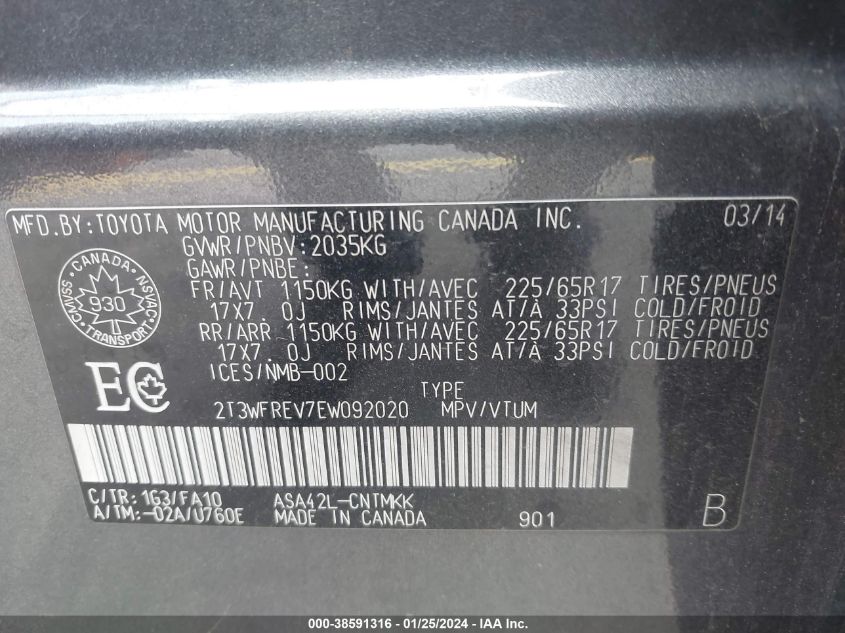 MFD.BY:TOYOTA MOTOR MANUFACTURING CANADA INC. 03/14
GVWR/PNBV:2035KG
GAWR/PNBE:
FR/AVT 1150KG WITH/AVEC 225/65R17 TIRES/PNEUS
17X7.0J RIMS/JANTES AT/A 33PSI COLD/FROID
RR/ARR 1150KG WITH/AVEC 225/65R17 TIRES/PNEUS
17X7.0J RIMS/JANTES AT/A 33PSI COLD/FROID
ICES/NMB-002
CANADA
CMVSS 930 NSVAC
TRANSPORT
EC
TYPE
2T3WFREV7EW092020 MPV/VTUM
C/TR:1G3/FA10 ASA42L-CNTMKK
A/TM:-02A/U760E MADE IN CANADA 901 B
000-38591316 - 01/25/2024 - IAA Inc.